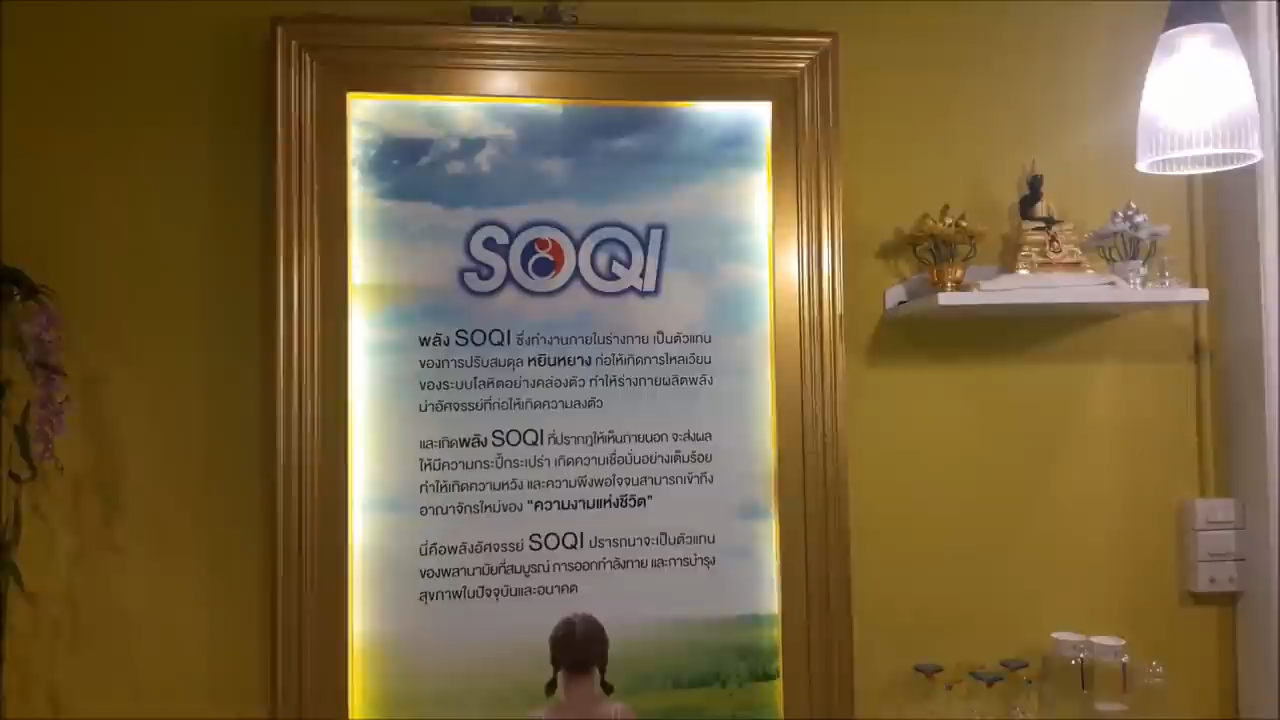 SOQI
พลัง SOQI ซึ่งทำงานภายในร่างกาย เป็นตัวแทน
ของการปรับสมดุล หยินหยาง ก่อให้เกิดการไหลเวียน
ของระบบโลหิตอย่างคล่องตัว ทำให้ร่างกายผลิตพลัง
น่าอัศจรรย์ที่ก่อให้เกิดความลงตัว
และเกิดพลัง SOQI ที่ปรากฎให้เห็นภายนอก จะส่งผล
ให้มีความกระปรี้กระเปร่า เกิดความเชื่อมั่นอย่างเต็มร้อย
ทำให้เกิดความหวัง และความพึงพอใจจนสามารถเข้าถึง
อาณาจักรใหม่ของ "ความงามแห่งชีวิต"
นี่คือพลังอัศจรรย์ SOQI ปรารถนาจะเป็นตัวแทน
ของพลานามัยที่สมบูรณ์ การออกกำลังกาย และการบำรุง
สุขภาพในปัจจุบันและอนาคต